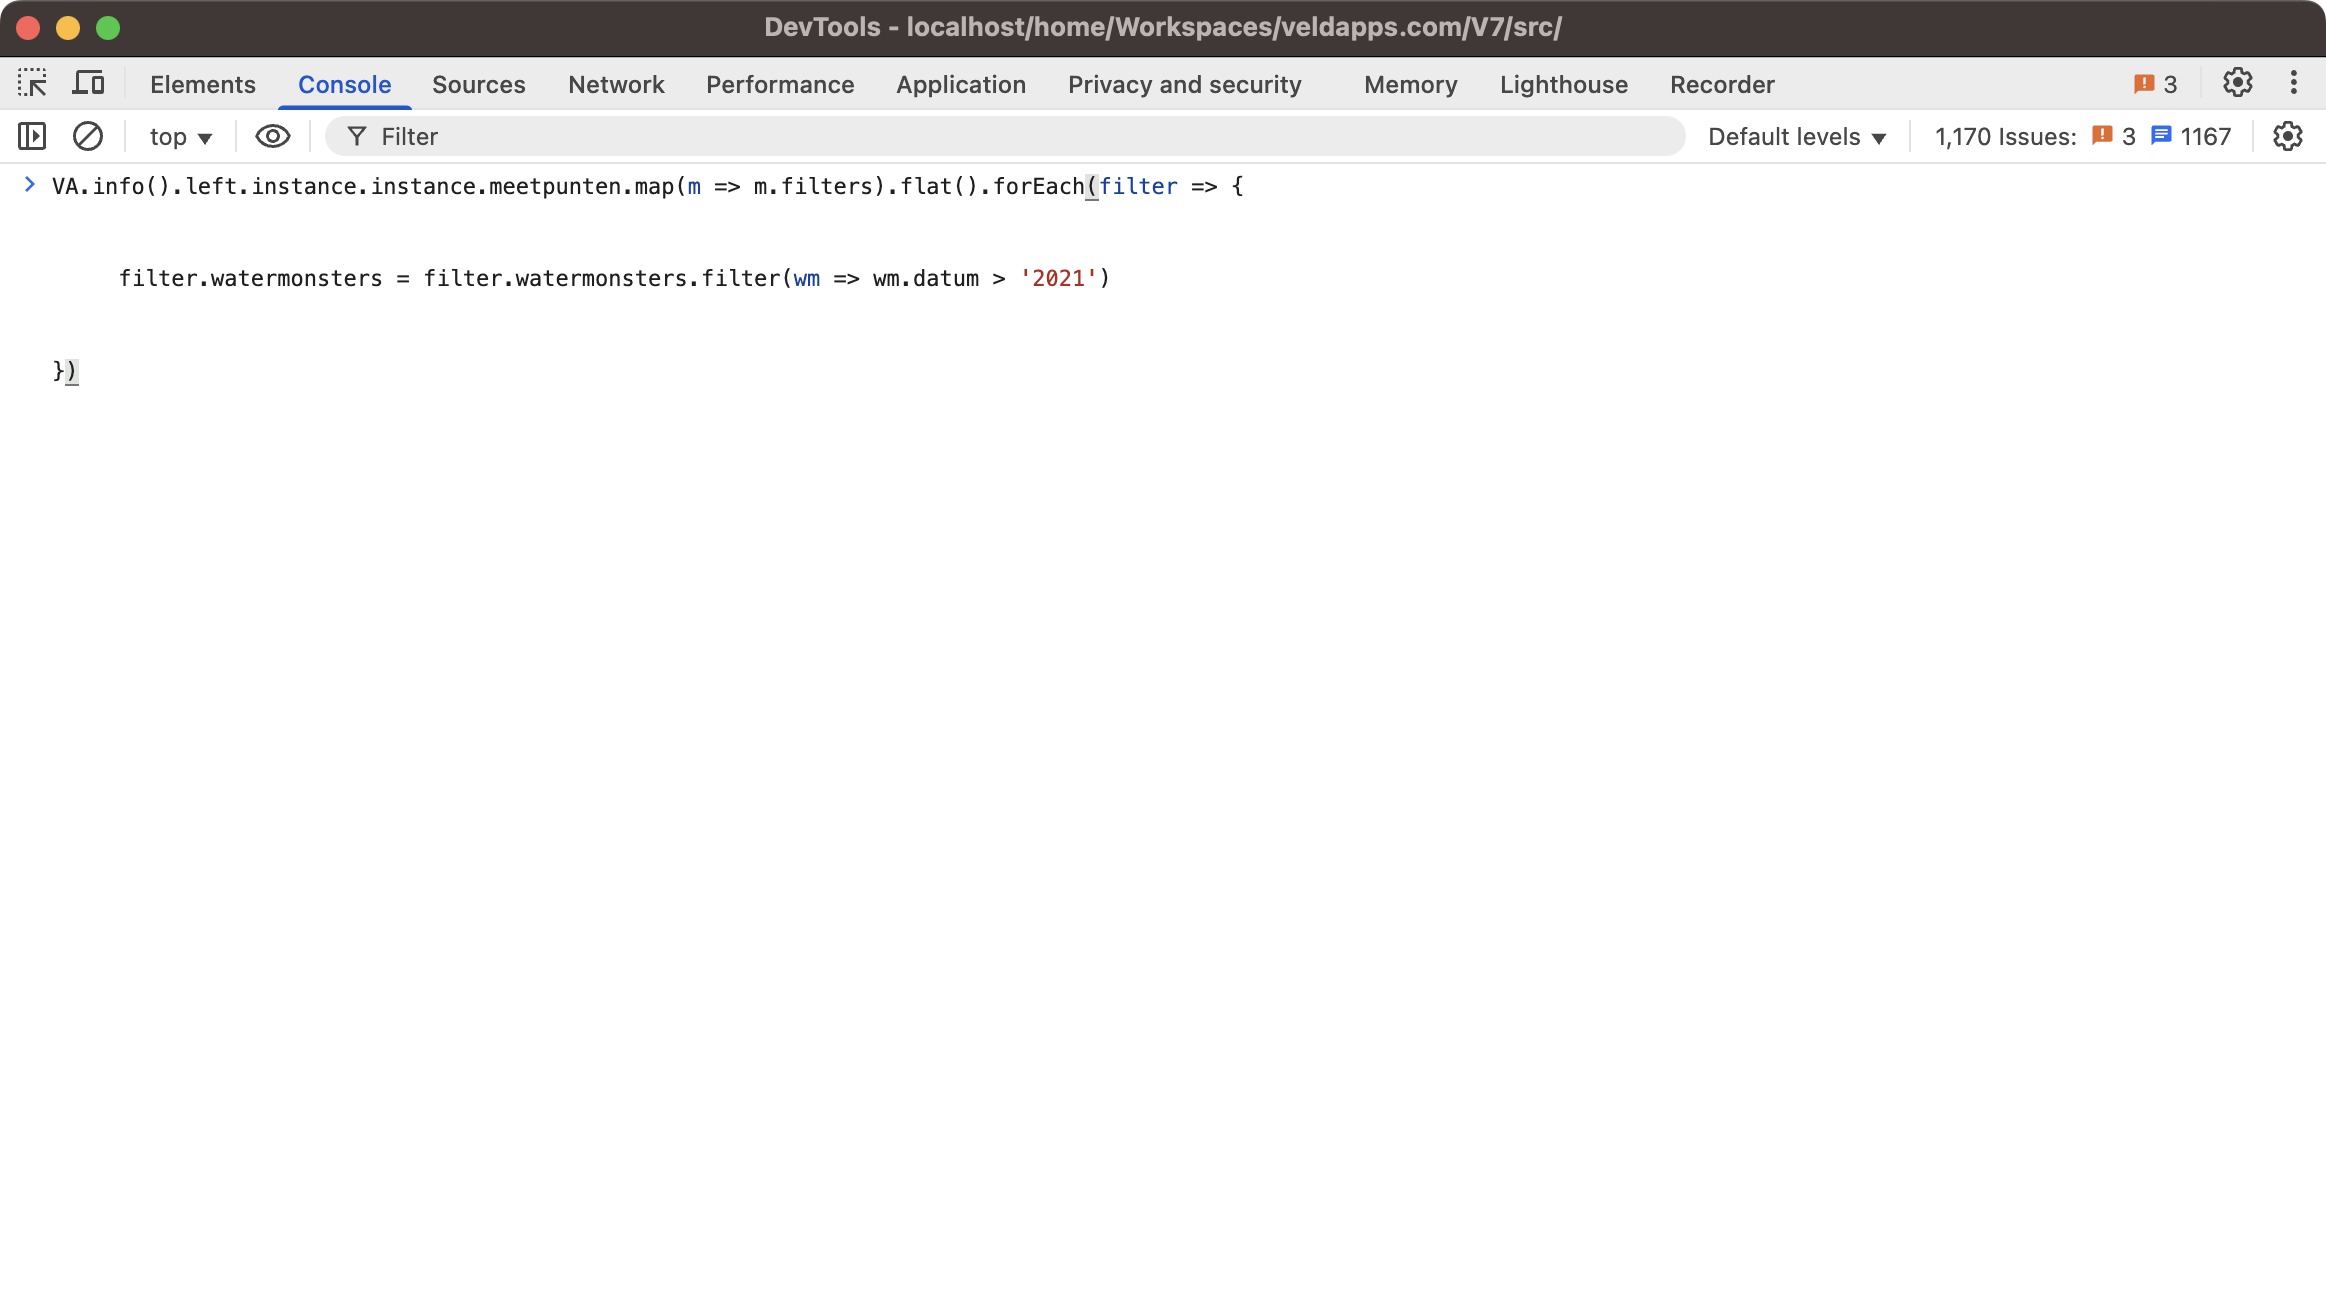 DevTools - localhost/home/Workspaces/veldapps.com/V7/src/
Elements Console Sources Network Performance Application Privacy and security Memory Lighthouse Recorder 3
top Filter Default levels 1,170 Issues: 3 1167
VA.info().left.instance.instance.meetpunten.map(m => m.filters).flat().forEach(filter => {
filter.watermonsters = filter.watermonsters.filter(wm => wm.datum > '2021')
})